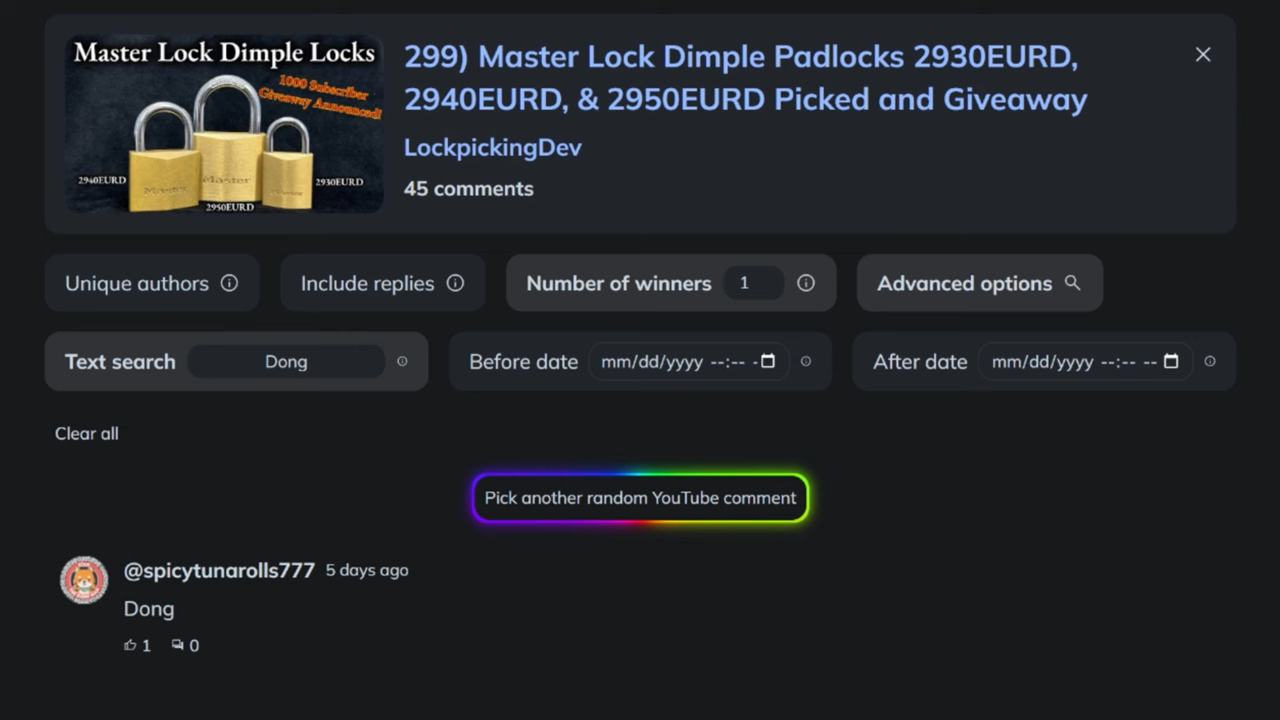 Master Lock Dimple Locks
1000 Subscriber
Giveaway Announced!
2940EURD
Master
Master
Master
2930EURD
2950EURD
299) Master Lock Dimple Padlocks 2930EURD,
2940EURD, & 2950EURD Picked and Giveaway
LockpickingDev
45 comments
Unique authors
Include replies
Number of winners 1
Advanced options
Text search Dong
Before date mm/dd/yyyy --:-- -
After date mm/dd/yyyy --:-- --
Clear all
Pick another random YouTube comment
@spicytunarolls777 5 days ago
Dong
1 0